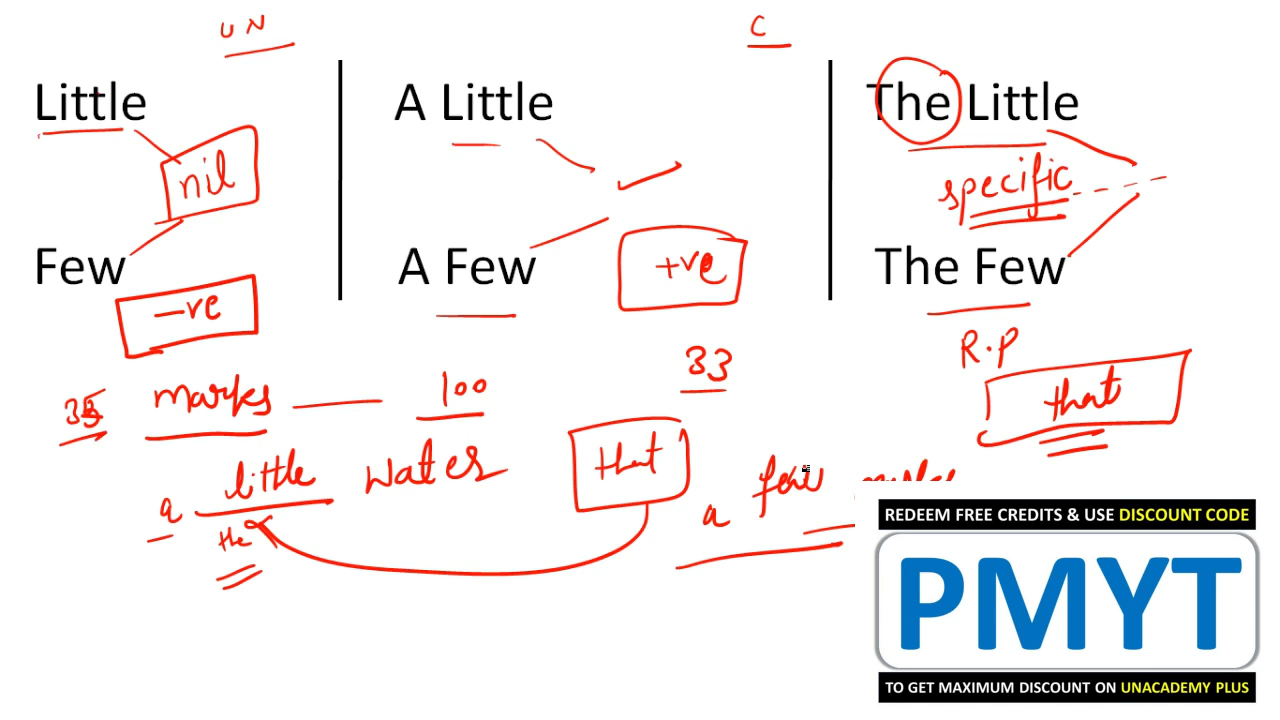 UN
C
Little
A Little
The Little
nil
specific
Few
A Few
The Few
+ve
-ve
R.P
33
that
35 marks 100
a little water
that
a few
the
REDEEM FREE CREDITS & USE DISCOUNT CODE
PMYT
TO GET MAXIMUM DISCOUNT ON UNACADEMY PLUS